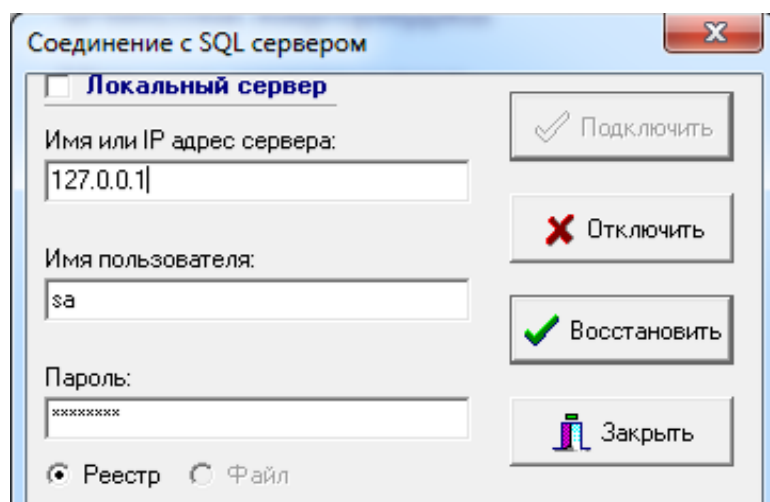 Соединение с SQL сервером
Локальный сервер
Имя или IP адрес сервера:
127.0.0.1
Имя пользователя:
sa
Пароль:
********
Реестр Файл
Подключить
Отключить
Восстановить
Закрыть